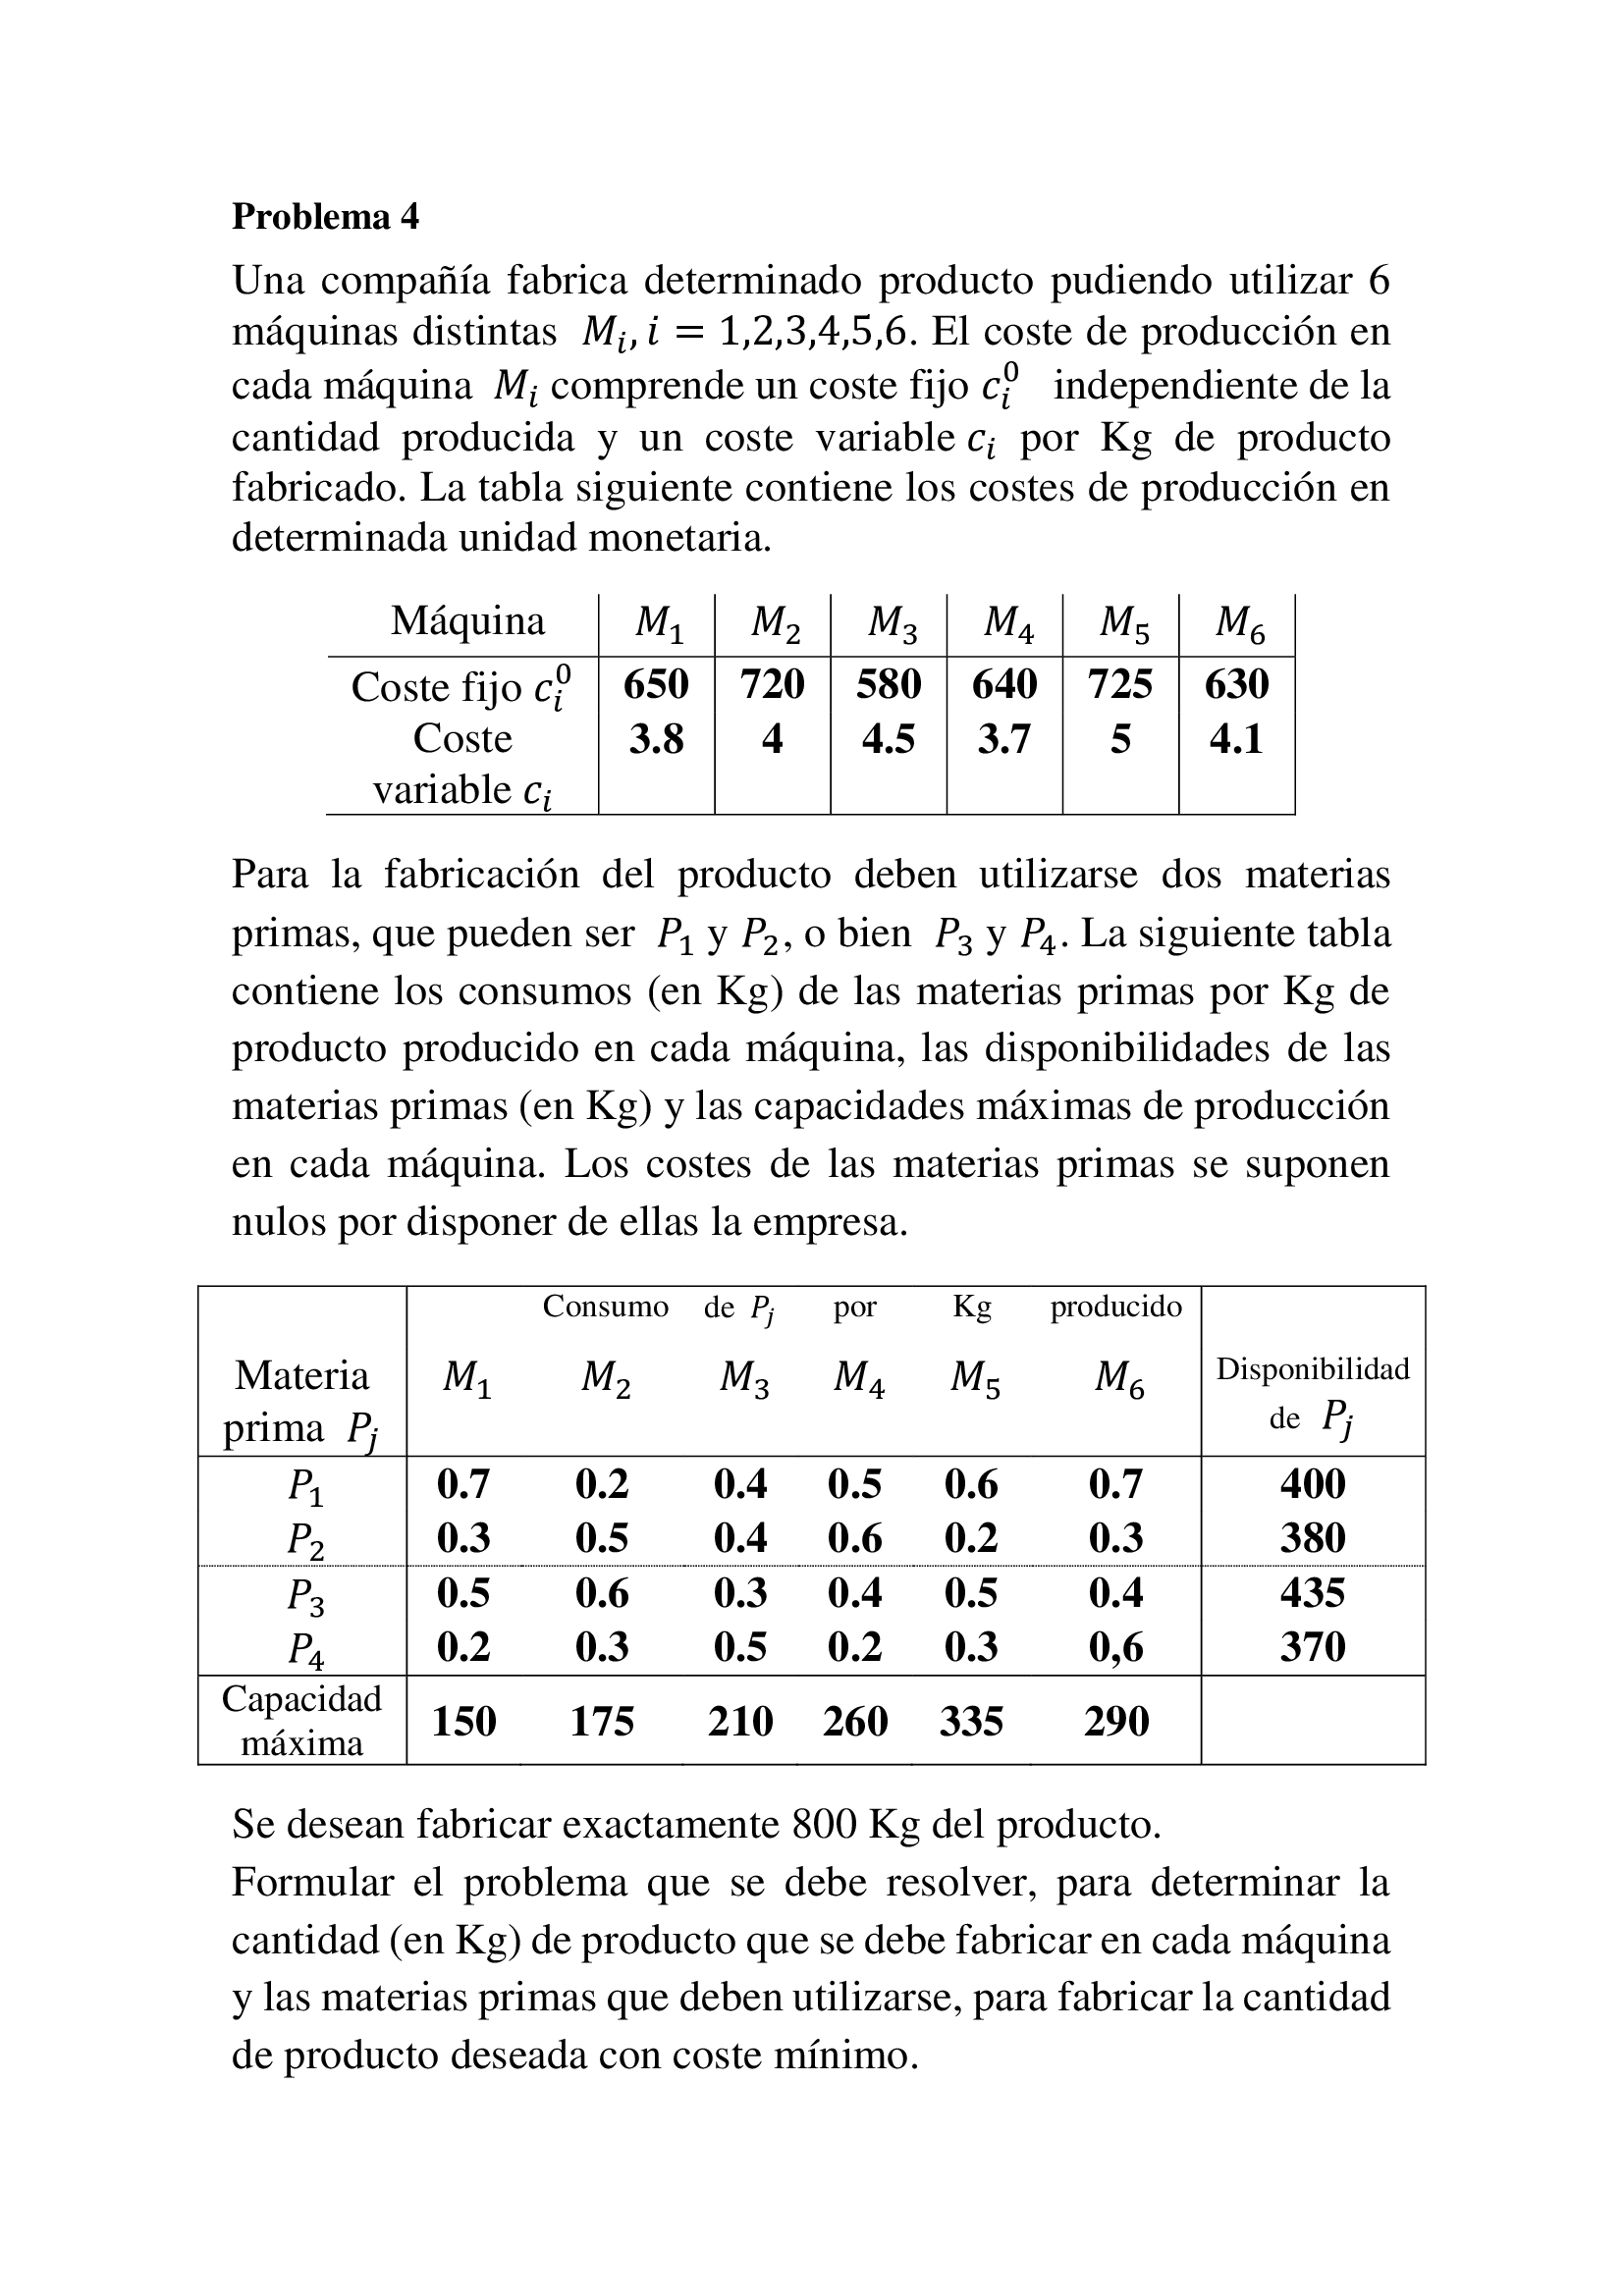 Problema 4
Una compañía fabrica determinado producto pudiendo utilizar 6
máquinas distintas M_i, i = 1,2,3,4,5,6. El coste de producción en
cada máquina M_i comprende un coste fijo c_i^0 independiente de la
cantidad producida y un coste variable c_i por Kg de producto
fabricado. La tabla siguiente contiene los costes de producción en
determinada unidad monetaria.
Máquina M_1 M_2 M_3 M_4 M_5 M_6
Coste fijo c_i^0 650 720 580 640 725 630
Coste 3.8 4 4.5 3.7 5 4.1
variable c_i
Para la fabricación del producto deben utilizarse dos materias
primas, que pueden ser P_1 y P_2, o bien P_3 y P_4. La siguiente tabla
contiene los consumos (en Kg) de las materias primas por Kg de
producto producido en cada máquina, las disponibilidades de las
materias primas (en Kg) y las capacidades máximas de producción
en cada máquina. Los costes de las materias primas se suponen
nulos por disponer de ellas la empresa.
Consumo de P_j por Kg producido
Materia M_1 M_2 M_3 M_4 M_5 M_6 Disponibilidad
prima P_j de P_j
P_1 0.7 0.2 0.4 0.5 0.6 0.7 400
P_2 0.3 0.5 0.4 0.6 0.2 0.3 380
P_3 0.5 0.6 0.3 0.4 0.5 0.4 435
P_4 0.2 0.3 0.5 0.2 0.3 0,6 370
Capacidad
máxima 150 175 210 260 335 290
Se desean fabricar exactamente 800 Kg del producto.
Formular el problema que se debe resolver, para determinar la
cantidad (en Kg) de producto que se debe fabricar en cada máquina
y las materias primas que deben utilizarse, para fabricar la cantidad
de producto deseada con coste mínimo.